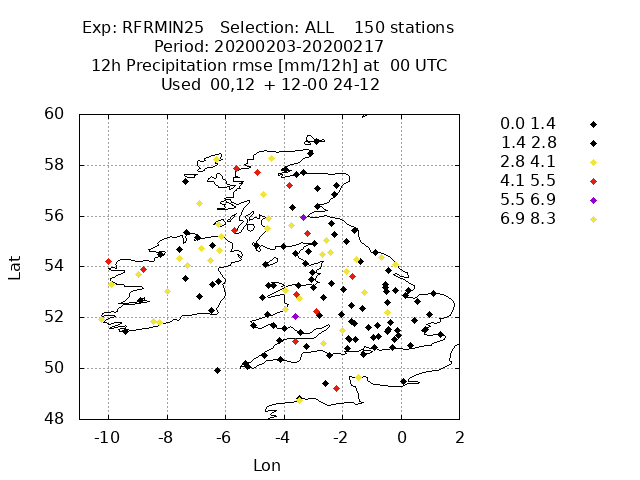 Exp: RFRMIN25 Selection: ALL 150 stations
Period: 20200203-20200217
12h Precipitation rmse [mm/12h] at 00 UTC
Used 00,12 + 12-00 24-12
60
58
56
54
52
50
48
-10 -8 -6 -4 -2 0 2
Lat
Lon
0.0 1.4
1.4 2.8
2.8 4.1
4.1 5.5
5.5 6.9
6.9 8.3